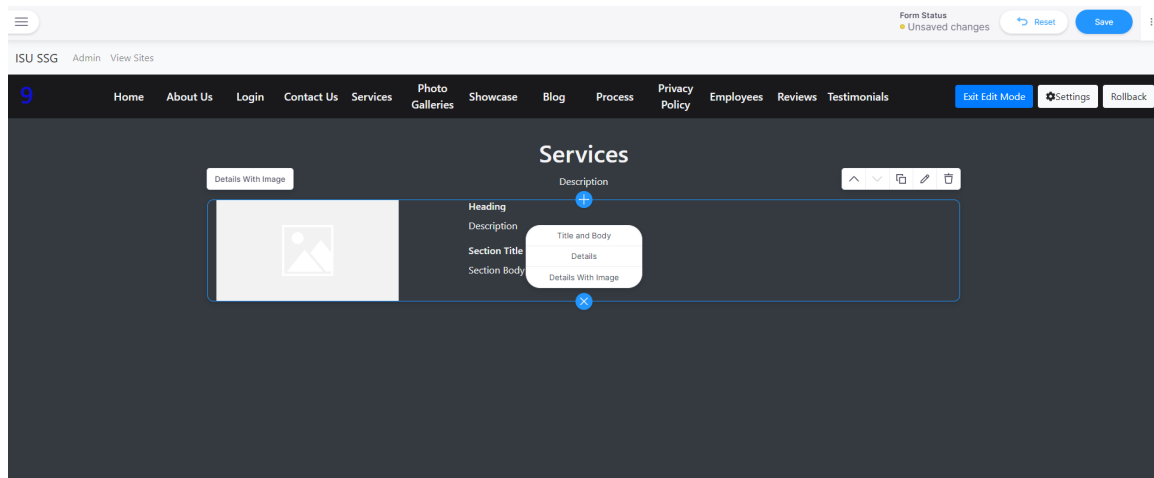 Form Status
Unsaved changes
Reset
Save
ISU SSG
Admin
View Sites
9
Home
About Us
Login
Contact Us
Services
Photo
Galleries
Showcase
Blog
Process
Privacy
Policy
Employees
Reviews
Testimonials
Exit Edit Mode
Settings
Rollback
Services
Details With Image
Description
Heading
Description
Section Title
Section Body
Title and Body
Details
Details With Image